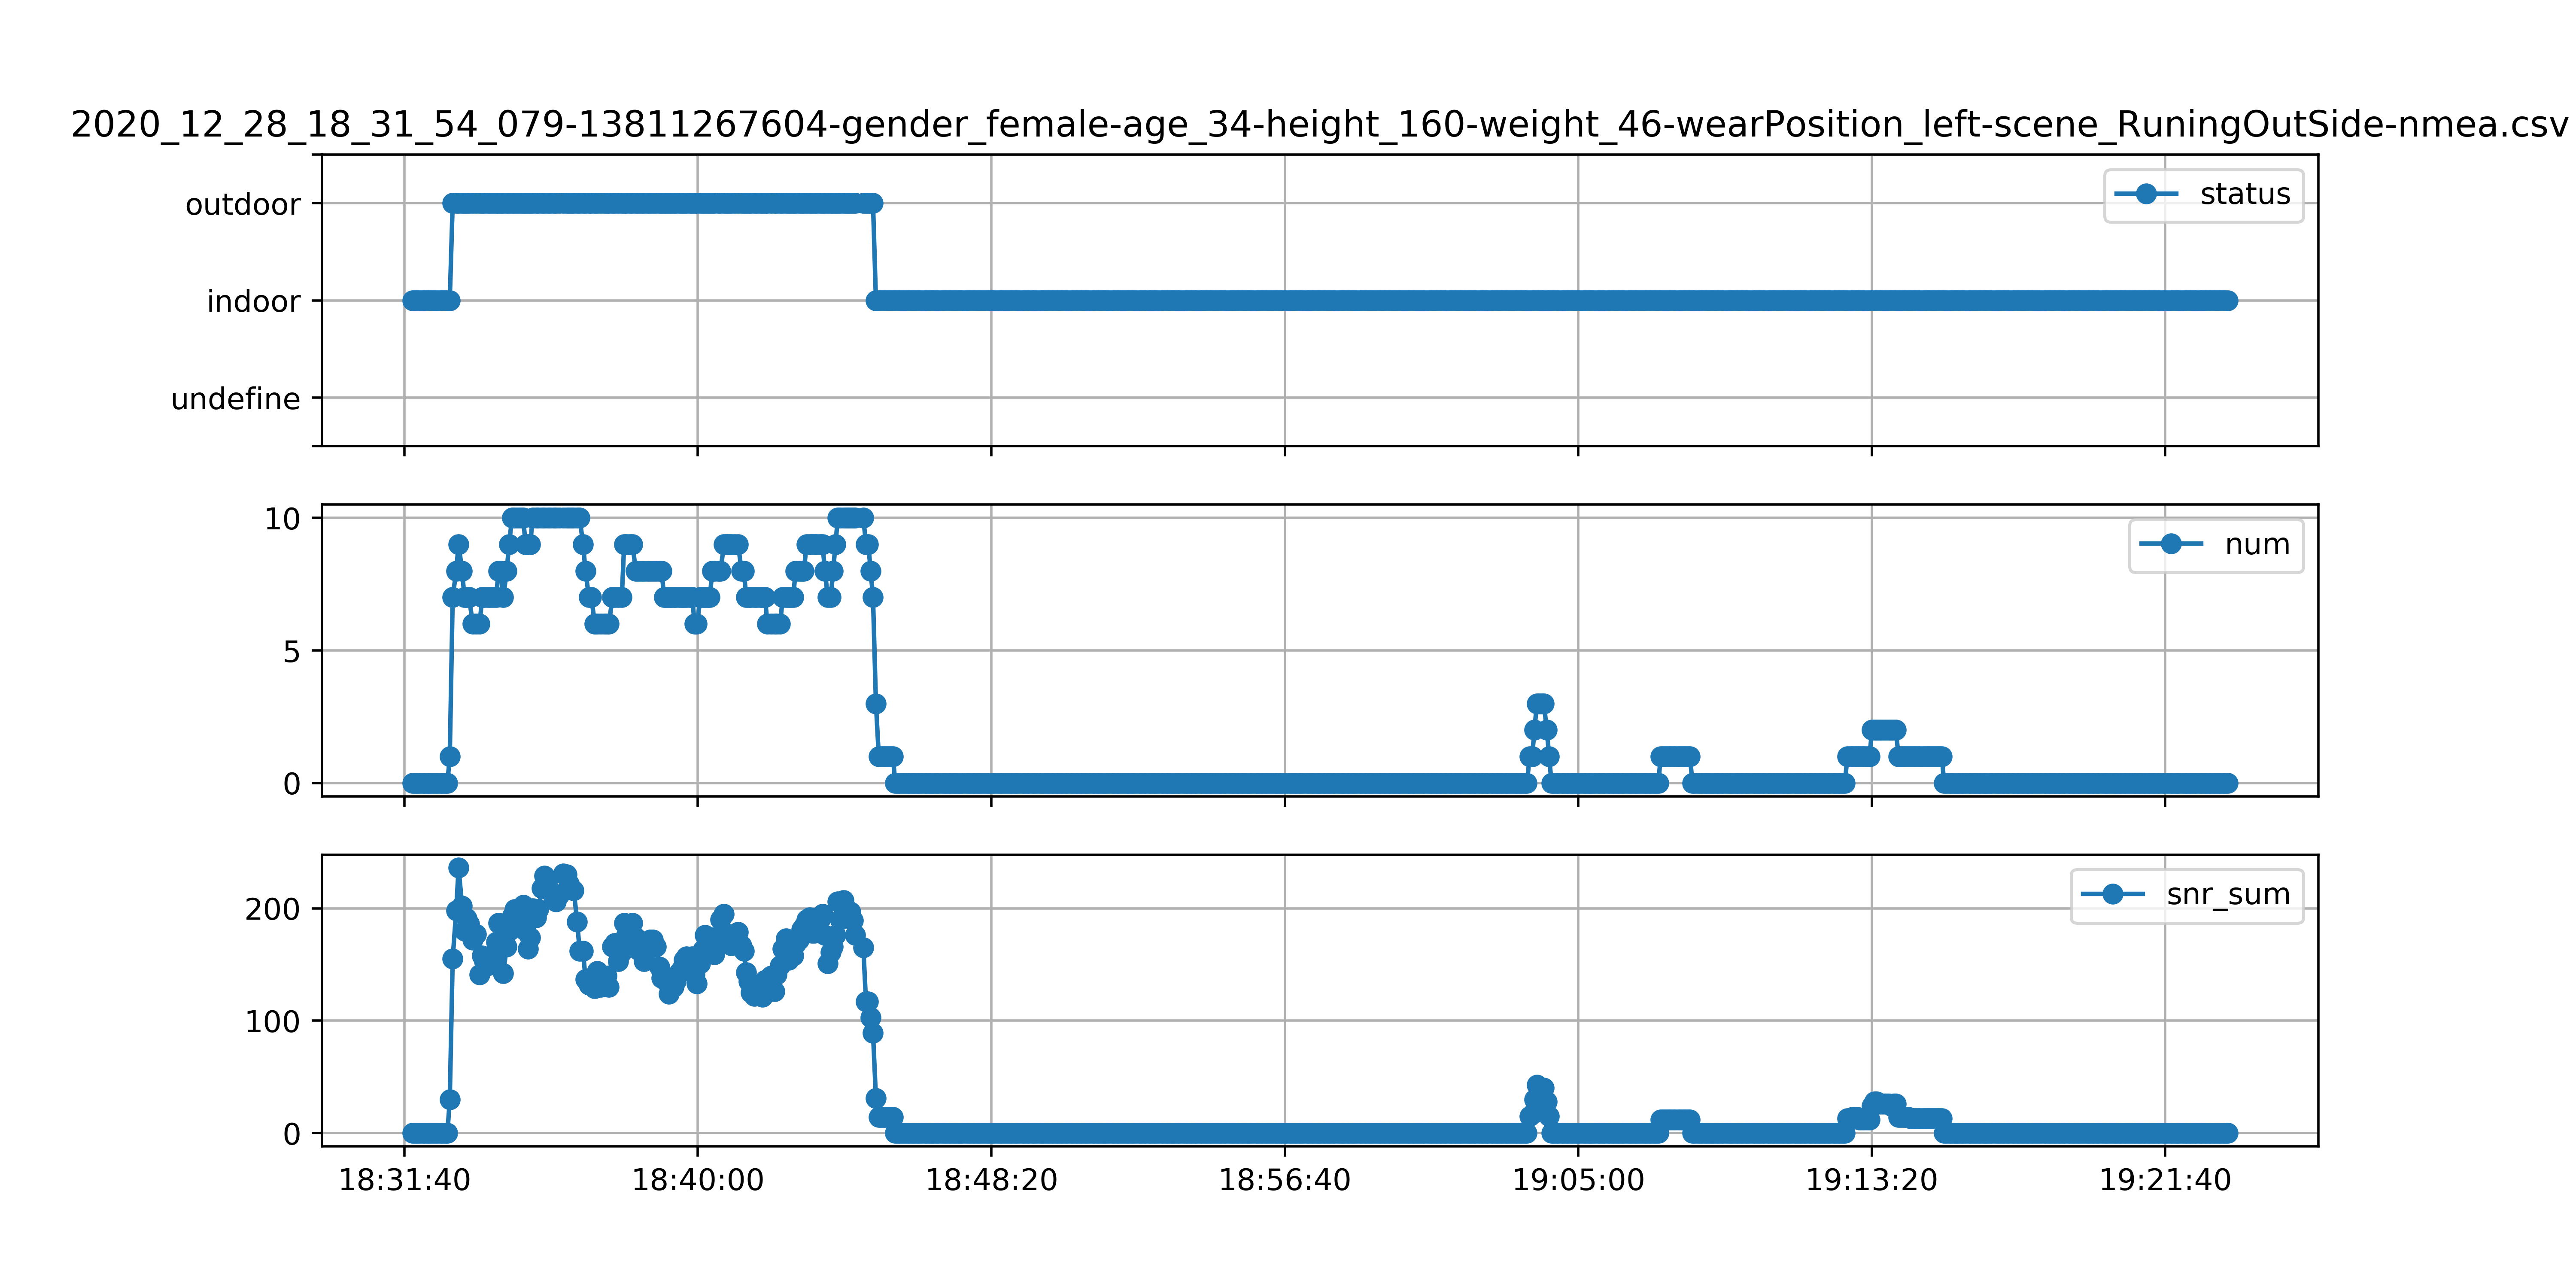 2020_12_28_18_31_54_079-13811267604-gender_female-age_34-height_160-weight_46-wearPosition_left-scene_RuningOutSide-nmea.csv
outdoor
indoor
undefine
status
10
5
0
num
200
100
0
snr_sum
18:31:40 18:40:00 18:48:20 18:56:40 19:05:00 19:13:20 19:21:40